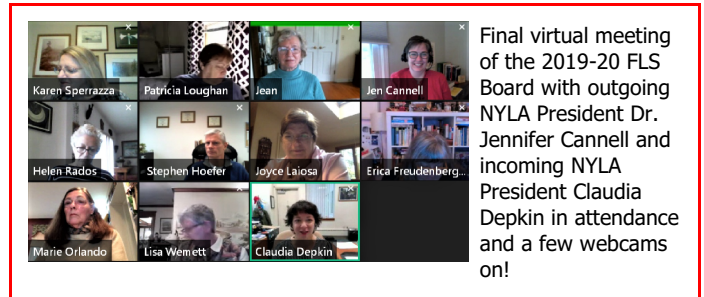 Karen Sperrazza
Patricia Loughan
Jean
Jen Cannell
Helen Rados
Stephen Hoefer
Joyce Laiosa
Erica Freudenberg...
Marie Orlando
Lisa Wemett
Claudia Depkin
Final virtual meeting
of the 2019-20 FLS
Board with outgoing
NYLA President Dr.
Jennifer Cannell and
incoming NYLA
President Claudia
Depkin in attendance
and a few webcams
on!